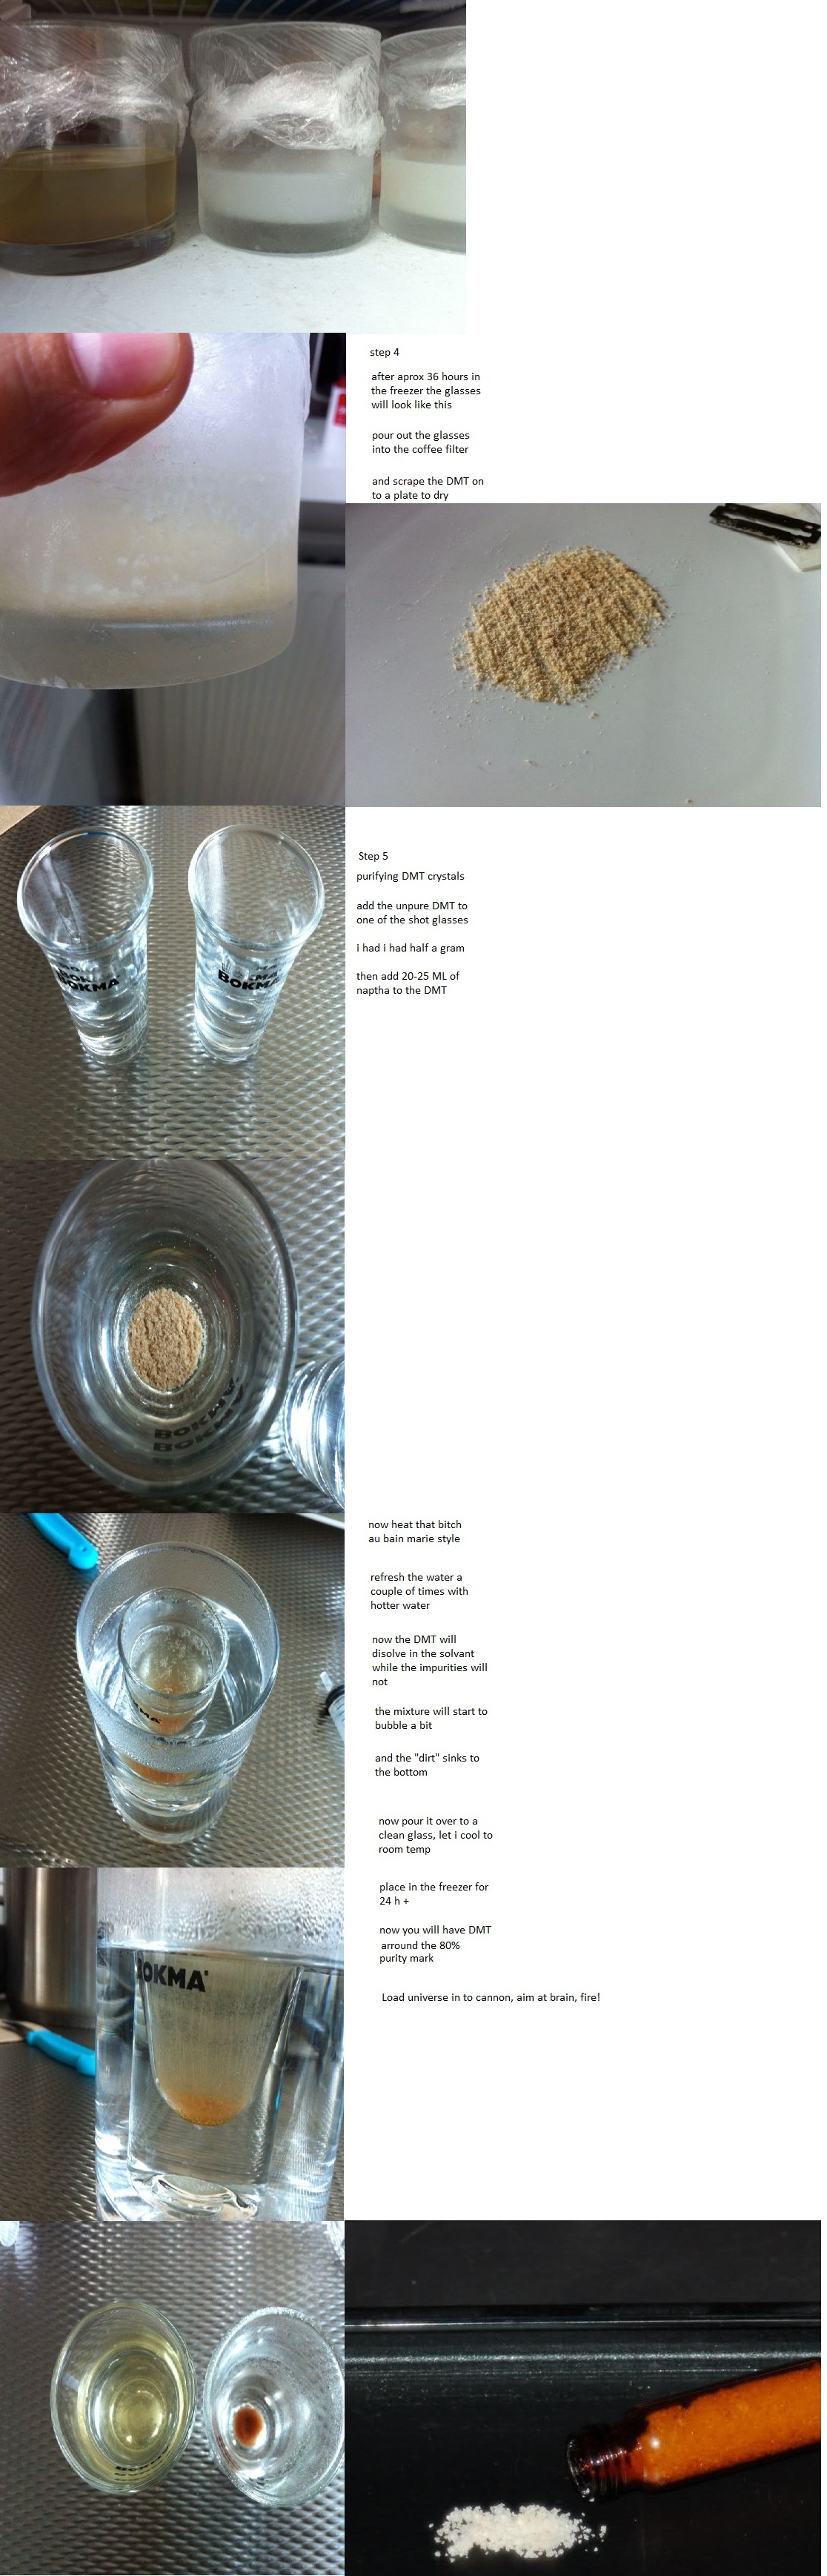 step 4
after aprox 36 hours in
the freezer the glasses
will look like this
pour out the glasses
into the coffee filter
and scrape the DMT on
to a plate to dry
BOKMA
BOKMA
Step 5
purifying DMT crystals
add the unpure DMT to
one of the shot glasses
i had i had half a gram
then add 20-25 ML of
naptha to the DMT
BOKMA
BOKMA
now heat that bitch
au bain marie style
refresh the water a
couple of times with
hotter water
now the DMT will
disolve in the solvant
while the impurities will
not
the mixture will start to
bubble a bit
and the "dirt" sinks to
the bottom
now pour it over to a
clean glass, let i cool to
room temp
place in the freezer for
24 h +
now you will have DMT
arround the 80%
purity mark
Load universe in to cannon, aim at brain, fire!
BOKMA